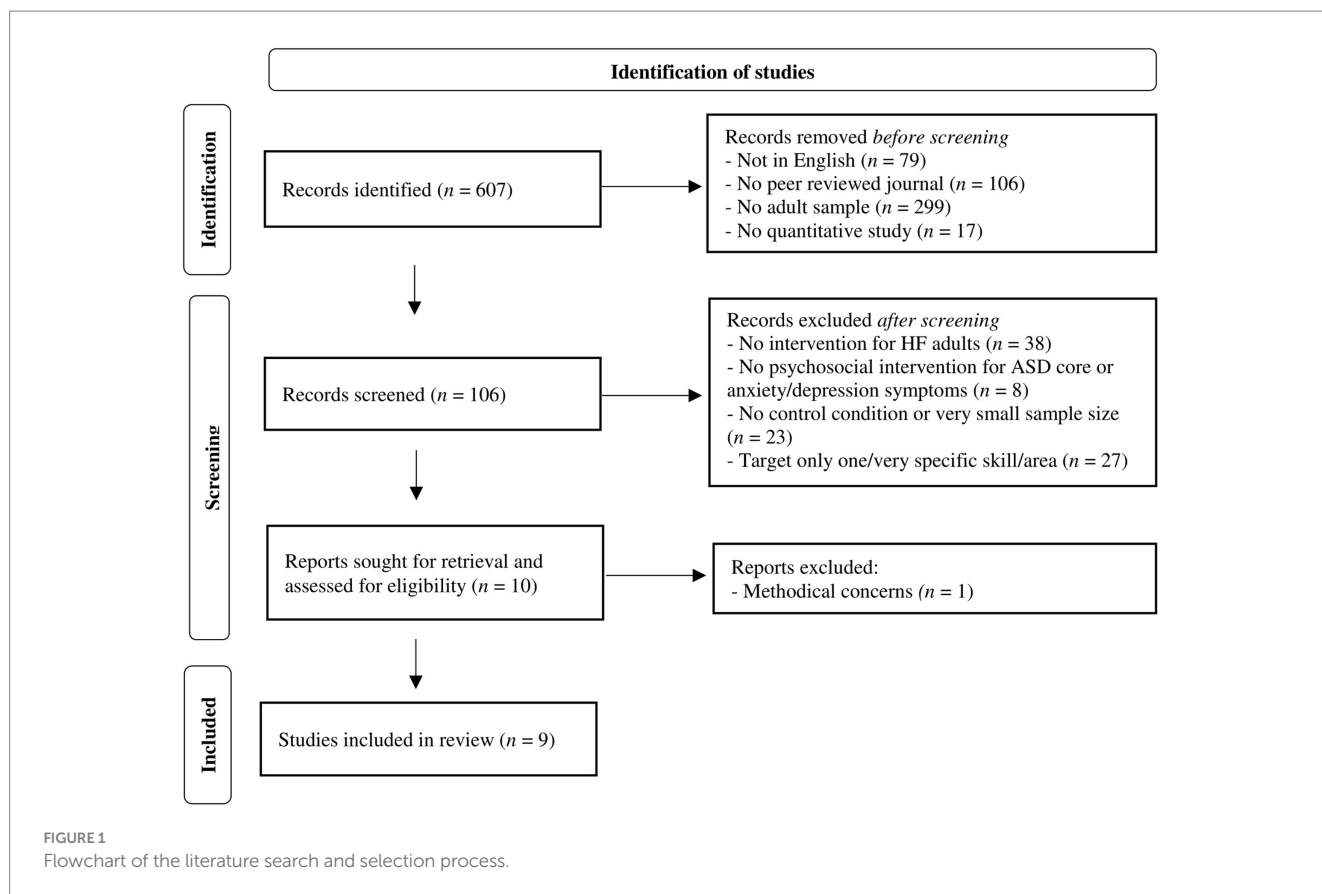 Identification of studies
Identification
Records identified (n = 607)
Records removed before screening
- Not in English (n = 79)
- No peer reviewed journal (n = 106)
- No adult sample (n = 299)
- No quantitative study (n = 17)
Screening
Records screened (n = 106)
Records excluded after screening
- No intervention for HF adults (n = 38)
- No psychosocial intervention for ASD core or
anxiety/depression symptoms (n = 8)
- No control condition or very small sample size
(n = 23)
- Target only one/very specific skill/area (n = 27)
Reports sought for retrieval and
assessed for eligibility (n = 10)
Reports excluded:
- Methodical concerns (n = 1)
Included
Studies included in review (n = 9)
FIGURE 1
Flowchart of the literature search and selection process.